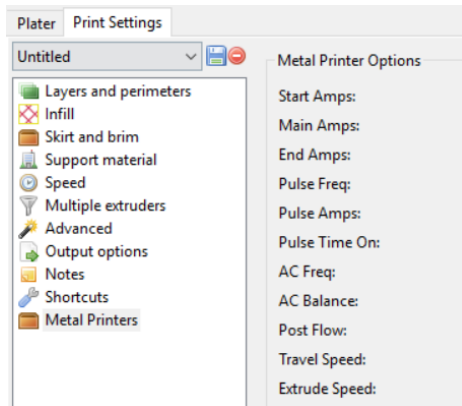 Plater
Print Settings
Untitled
Layers and perimeters
Infill
Skirt and brim
Support material
Speed
Multiple extruders
Advanced
Output options
Notes
Shortcuts
Metal Printers
Metal Printer Options
Start Amps:
Main Amps:
End Amps:
Pulse Freq:
Pulse Amps:
Pulse Time On:
AC Freq:
AC Balance:
Post Flow:
Travel Speed:
Extrude Speed: